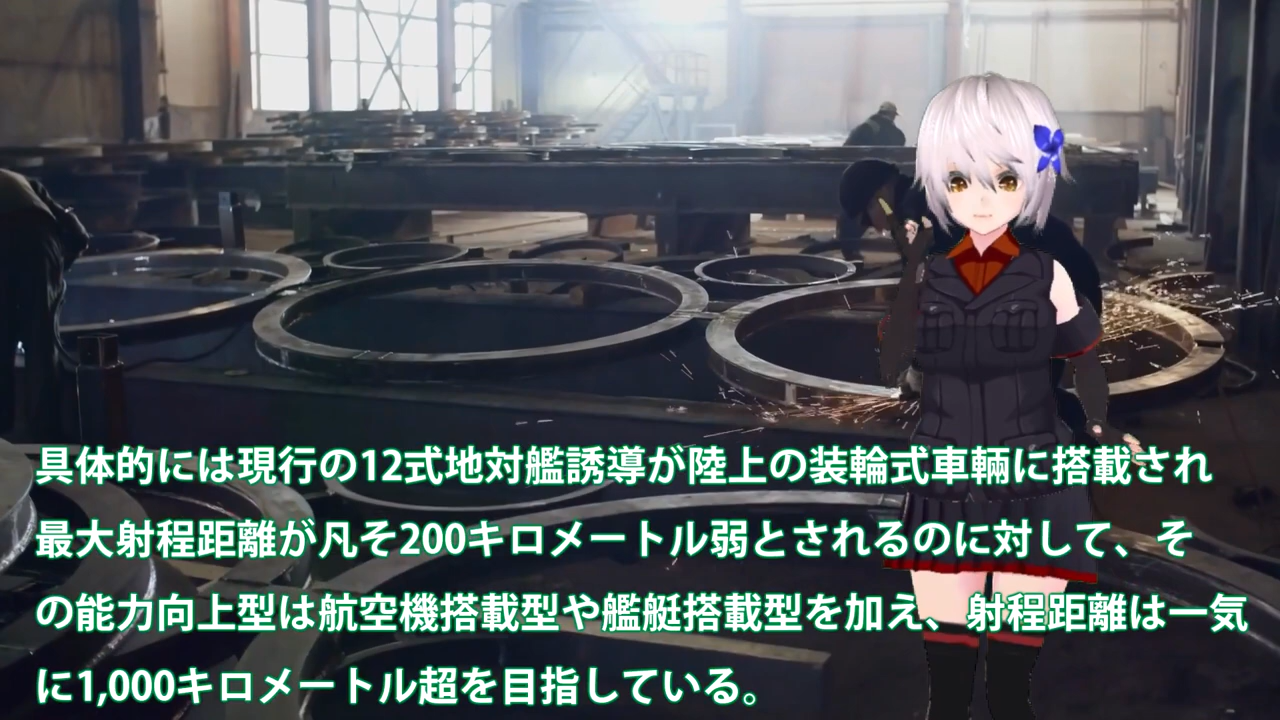 具体的には現行の12式地対艦誘導が陸上の装輪式車輛に搭載され
最大射程距離が凡そ200キロメートル弱とされるのに対して、そ
の能力向上型は航空機搭載型や艦艇搭載型を加え、射程距離は一気
に1,000キロメートル超を目指している。